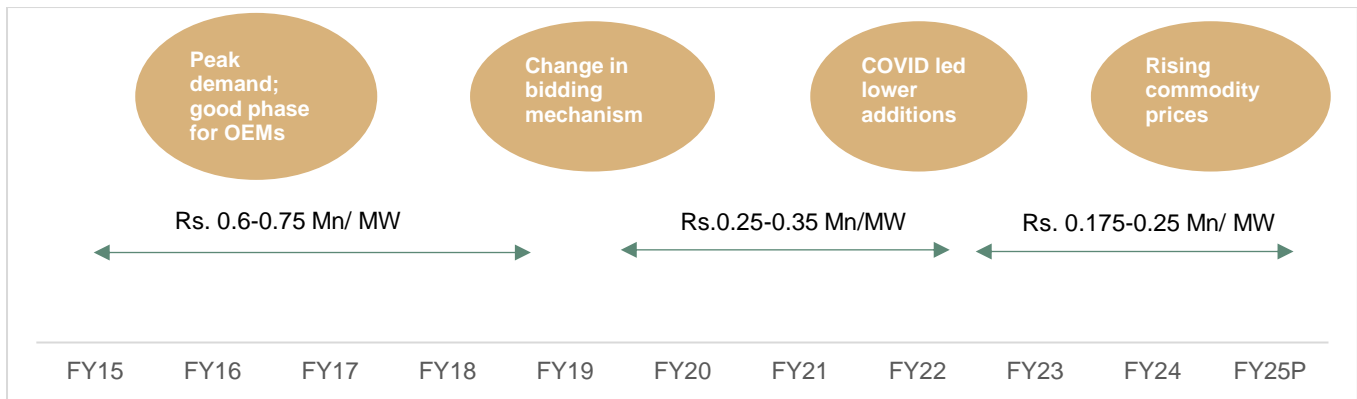 Peak
demand;
good phase
for OEMs
Change in
bidding
mechanism
COVID led
lower
additions
Rising
commodity
prices
Rs. 0.6-0.75 Mn/ MW
Rs.0.25-0.35 Mn/MW
Rs. 0.175-0.25 Mn/ MW
FY15 FY16 FY17 FY18 FY19 FY20 FY21 FY22 FY23 FY24 FY25P